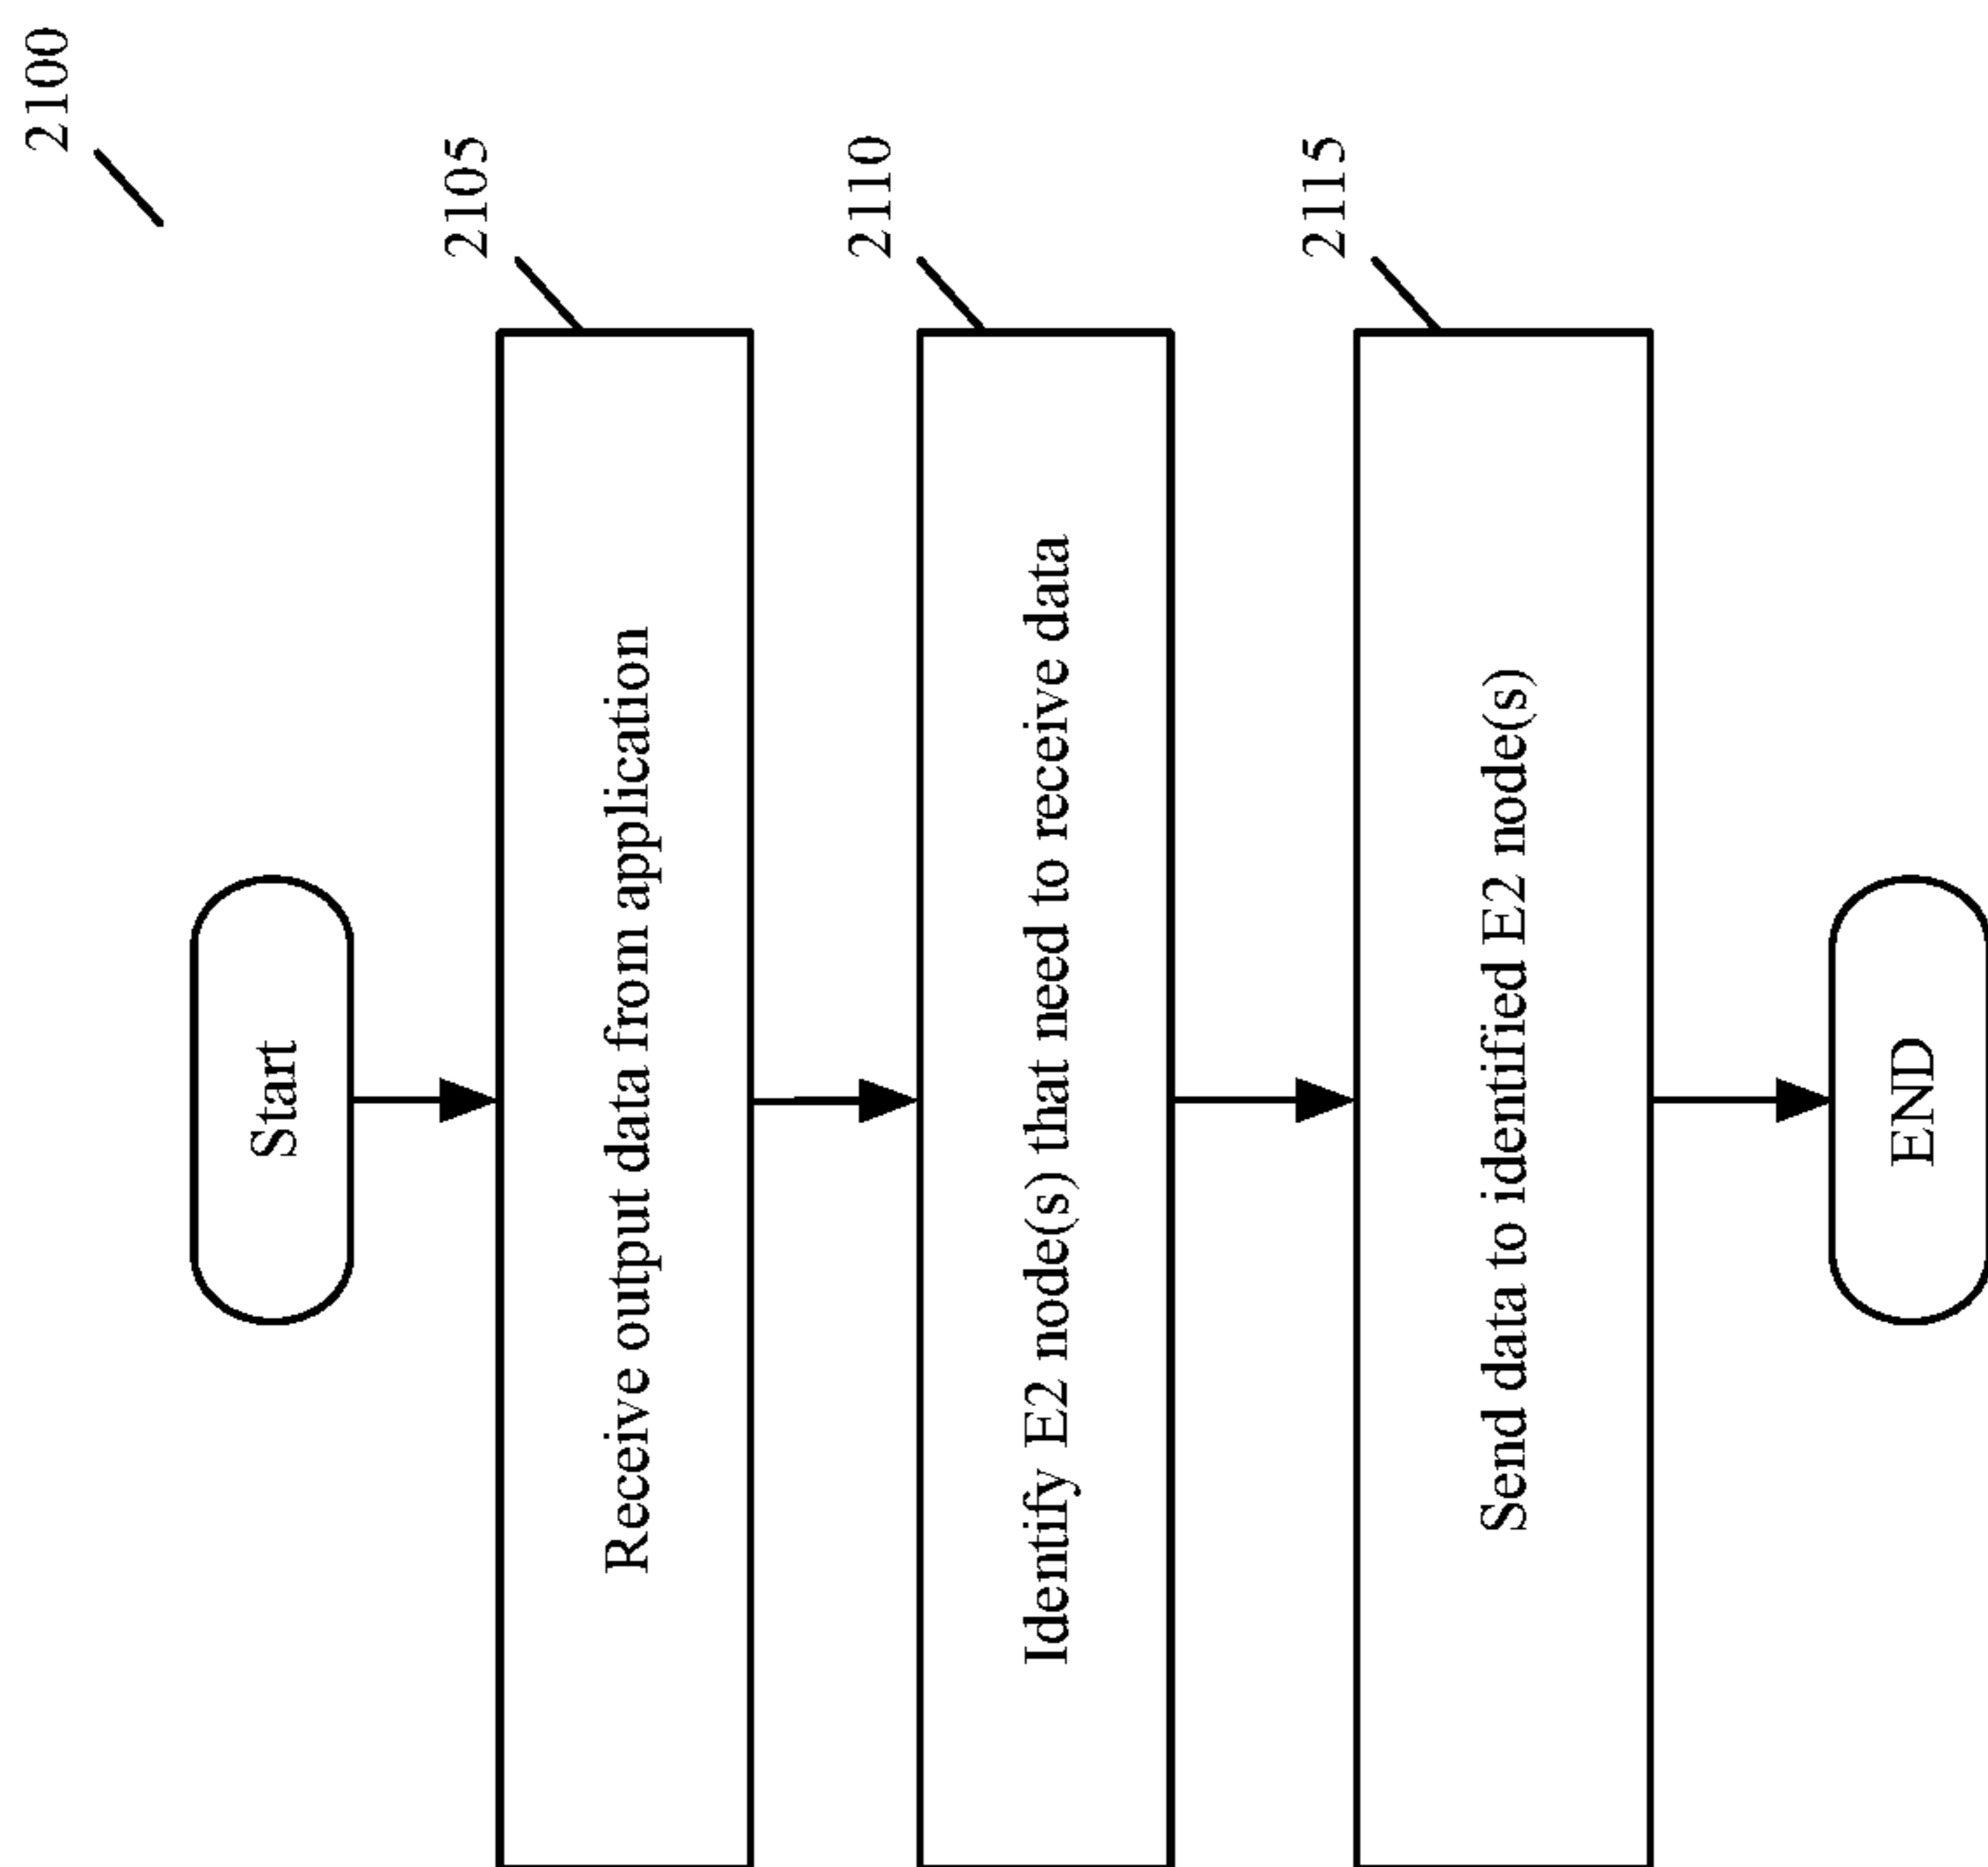 2100
Start
2105
Receive output data from application
2110
Identify E2 node(s) that need to receive data
2115
Send data to identified E2 node(s)
END